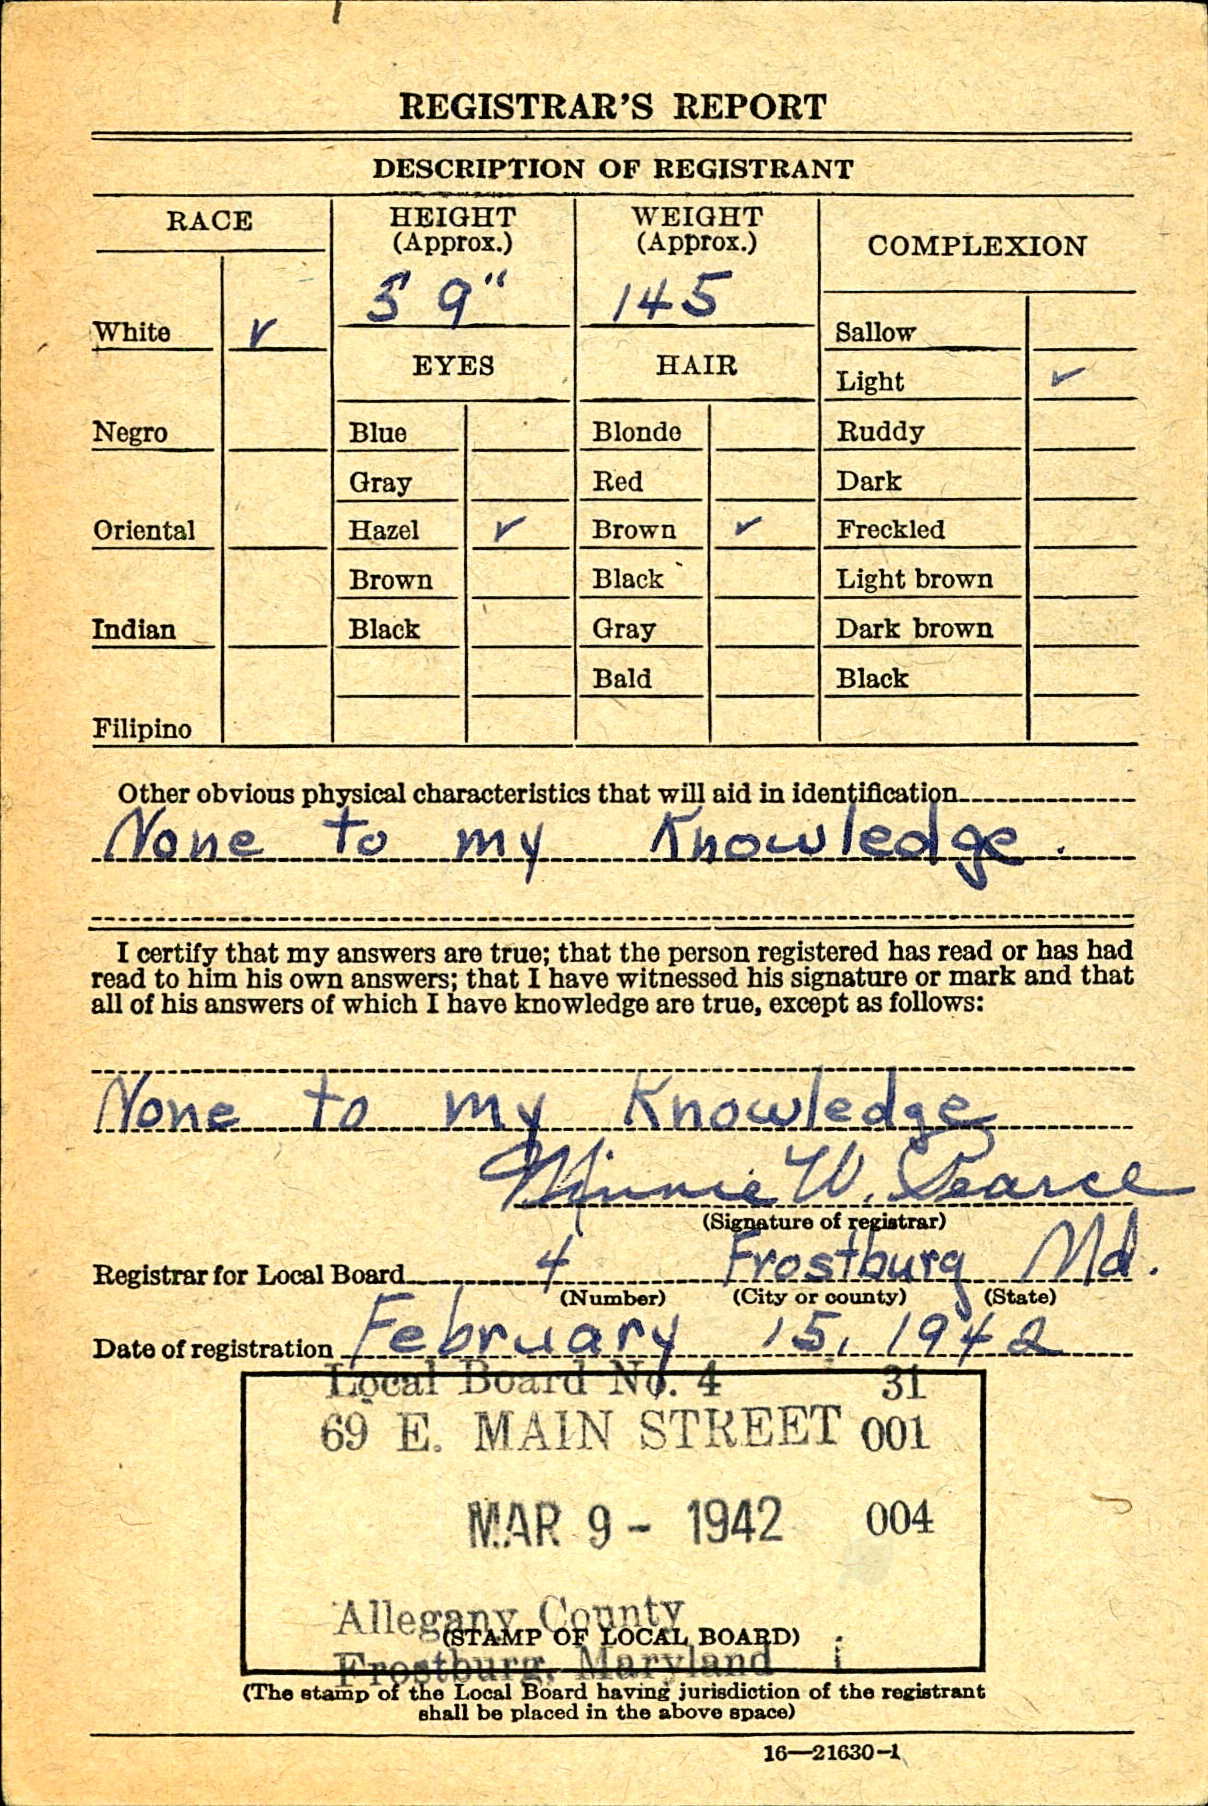 REGISTRAR'S REPORT
DESCRIPTION OF REGISTRANT
RACE
HEIGHT
(Approx.)
WEIGHT
(Approx.)
COMPLEXION
5' 9"
145
White ✓
Sallow
EYES
HAIR
Light ✓
Negro
Blue
Blonde
Ruddy
Gray
Red
Dark
Oriental
Hazel ✓
Brown ✓
Freckled
Brown
Black
Light brown
Indian
Black
Gray
Dark brown
Bald
Black
Filipino
Other obvious physical characteristics that will aid in identification
None to my Knowledge.
I certify that my answers are true; that the person registered has read or has had
read to him his own answers; that I have witnessed his signature or mark and that
all of his answers of which I have knowledge are true, except as follows:
None to my Knowledge
Minnie W. Pearce
(Signature of registrar)
Registrar for Local Board 4 Frostburg Md.
(Number) (City or county) (State)
Date of registration February 15, 1942
Local Board No. 4 31
69 E. MAIN STREET 001
MAR 9 - 1942 004
Allegany County
(STAMP OF LOCAL BOARD)
Frostburg, Maryland
(The stamp of the Local Board having jurisdiction of the registrant
shall be placed in the above space)
16—21630-1